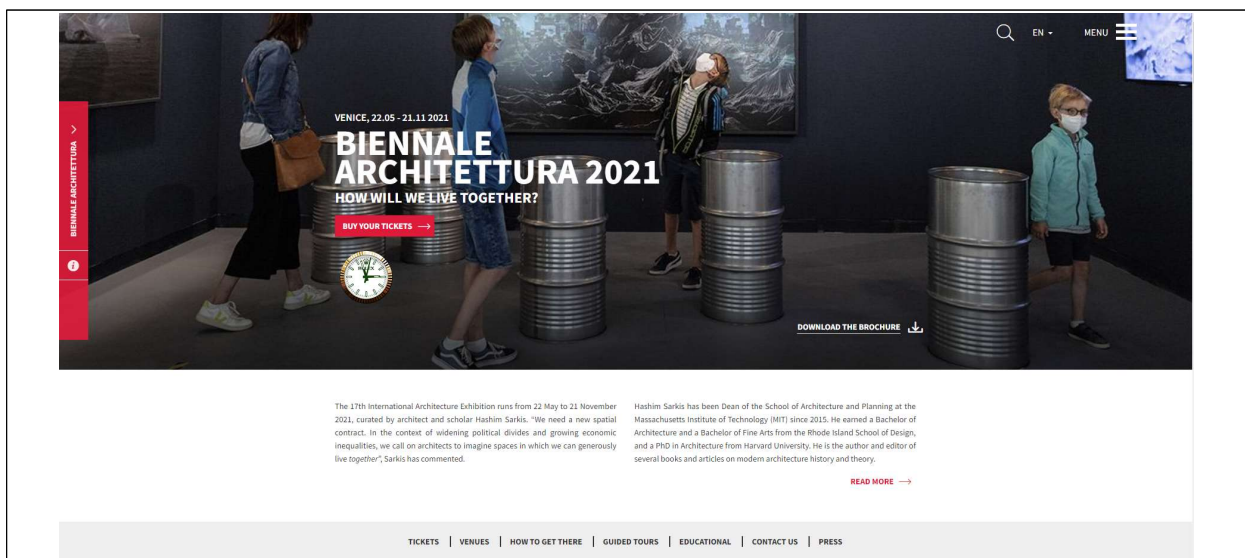 EN
MENU
BIENNALE ARCHITETTURA
VENICE, 22.05 - 21.11 2021
BIENNALE
ARCHITETTURA 2021
HOW WILL WE LIVE TOGETHER?
BUY YOUR TICKETS
DOWNLOAD THE BROCHURE
The 17th International Architecture Exhibition runs from 22 May to 21 November
2021, curated by architect and scholar Hashim Sarkis. “We need a new spatial
contract. In the context of widening political divides and growing economic
inequalities, we call on architects to imagine spaces in which we can generously
live together”, Sarkis has commented.
Hashim Sarkis has been Dean of the School of Architecture and Planning at the
Massachusetts Institute of Technology (MIT) since 2015. He earned a Bachelor of
Architecture and a Bachelor of Fine Arts from the Rhode Island School of Design,
and a PhD in Architecture from Harvard University. He is the author and editor of
several books and articles on modern architecture history and theory.
READ MORE
TICKETS | VENUES | HOW TO GET THERE | GUIDED TOURS | EDUCATIONAL | CONTACT US | PRESS